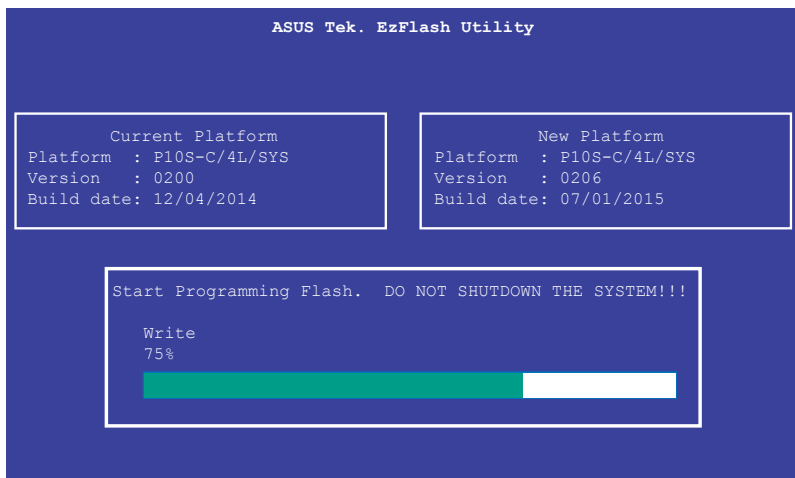 ASUS Tek. EzFlash Utility
Current Platform
Platform : P10S-C/4L/SYS
Version : 0200
Build date: 12/04/2014
New Platform
Platform : P10S-C/4L/SYS
Version : 0206
Build date: 07/01/2015
Start Programming Flash. DO NOT SHUTDOWN THE SYSTEM!!!
Write
75%